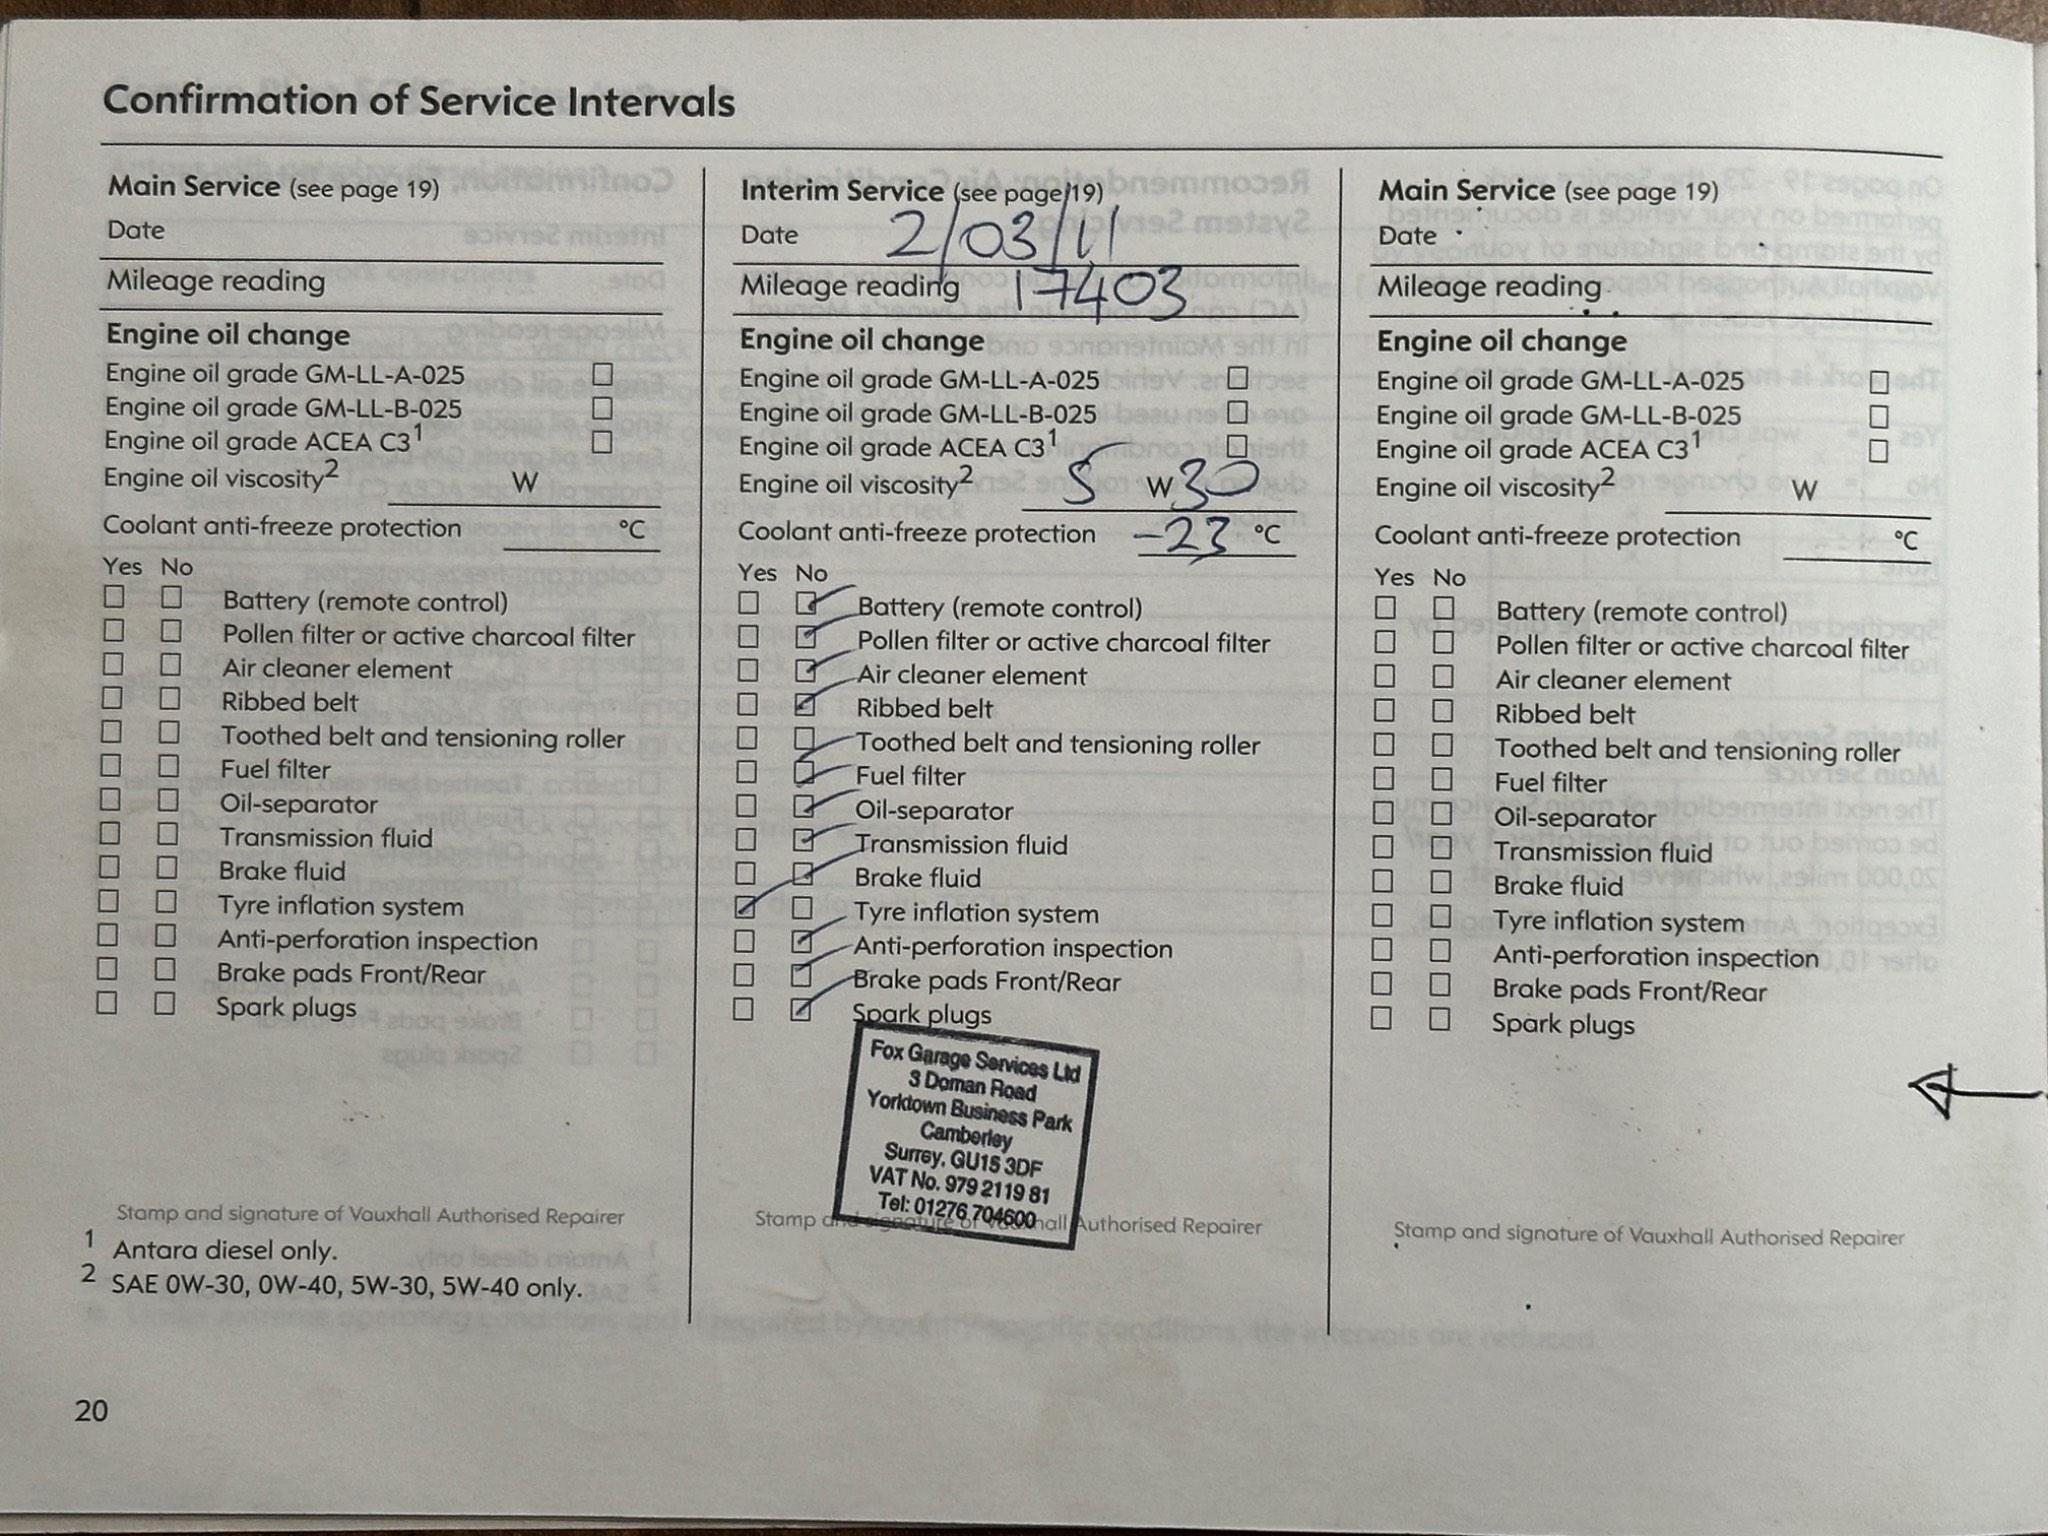 Confirmation of Service Intervals
Main Service (see page 19)
Date
Mileage reading
Engine oil change
Engine oil grade GM-LL-A-025
Engine oil grade GM-LL-B-025
Engine oil grade ACEA C3¹
Engine oil viscosity² W
Coolant anti-freeze protection °C
Yes No
Battery (remote control)
Pollen filter or active charcoal filter
Air cleaner element
Ribbed belt
Toothed belt and tensioning roller
Fuel filter
Oil-separator
Transmission fluid
Brake fluid
Tyre inflation system
Anti-perforation inspection
Brake pads Front/Rear
Spark plugs
Stamp and signature of Vauxhall Authorised Repairer
1 Antara diesel only.
2 SAE 0W-30, 0W-40, 5W-30, 5W-40 only.
Interim Service (see page 19)
Date 2/03/11
Mileage reading 17403
Engine oil change
Engine oil grade GM-LL-A-025
Engine oil grade GM-LL-B-025
Engine oil grade ACEA C3¹
Engine oil viscosity² 5 W 30
Coolant anti-freeze protection -23 °C
Yes No
Battery (remote control)
Pollen filter or active charcoal filter
Air cleaner element
Ribbed belt
Toothed belt and tensioning roller
Fuel filter
Oil-separator
Transmission fluid
Brake fluid
Tyre inflation system
Anti-perforation inspection
Brake pads Front/Rear
Spark plugs
Fox Garage Services Ltd
3 Doman Road
Yorktown Business Park
Camberley
Surrey, GU15 3DF
VAT No. 979 2119 81
Tel: 01276 704600
Stamp and signature of Vauxhall Authorised Repairer
Main Service (see page 19)
Date
Mileage reading
Engine oil change
Engine oil grade GM-LL-A-025
Engine oil grade GM-LL-B-025
Engine oil grade ACEA C3¹
Engine oil viscosity² W
Coolant anti-freeze protection °C
Yes No
Battery (remote control)
Pollen filter or active charcoal filter
Air cleaner element
Ribbed belt
Toothed belt and tensioning roller
Fuel filter
Oil-separator
Transmission fluid
Brake fluid
Tyre inflation system
Anti-perforation inspection
Brake pads Front/Rear
Spark plugs
Stamp and signature of Vauxhall Authorised Repairer
20